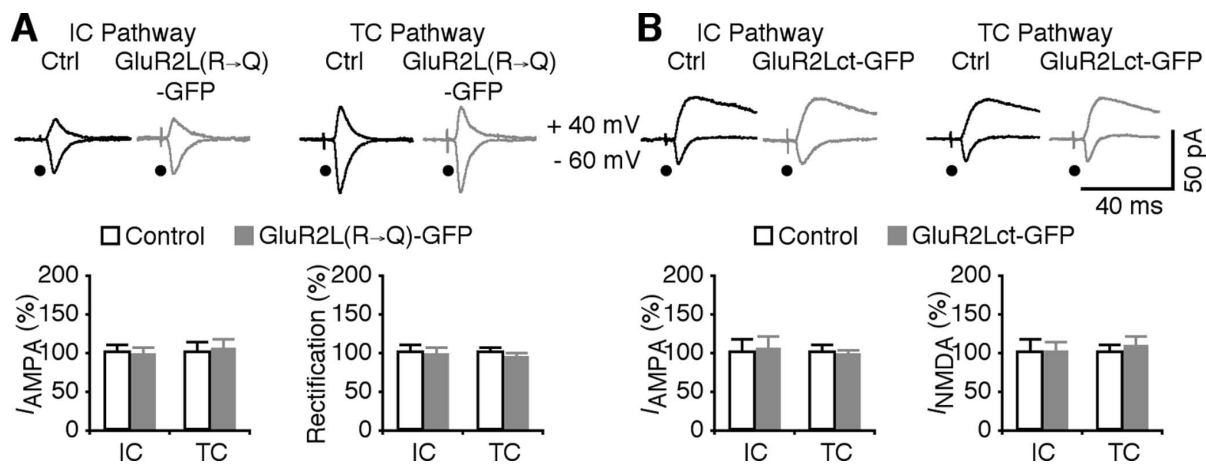 A
IC Pathway
Ctrl GluR2L(R→Q)
-GFP
TC Pathway
Ctrl GluR2L(R→Q)
-GFP
+ 40 mV
- 60 mV
Control GluR2L(R→Q)-GFP
IAMPA (%)
200
150
100
50
0
IC TC
Rectification (%)
200
150
100
50
0
IC TC
B
IC Pathway
Ctrl GluR2Lct-GFP
TC Pathway
Ctrl GluR2Lct-GFP
50 pA
40 ms
Control GluR2Lct-GFP
IAMPA (%)
200
150
100
50
0
IC TC
INMDA (%)
200
150
100
50
0
IC TC